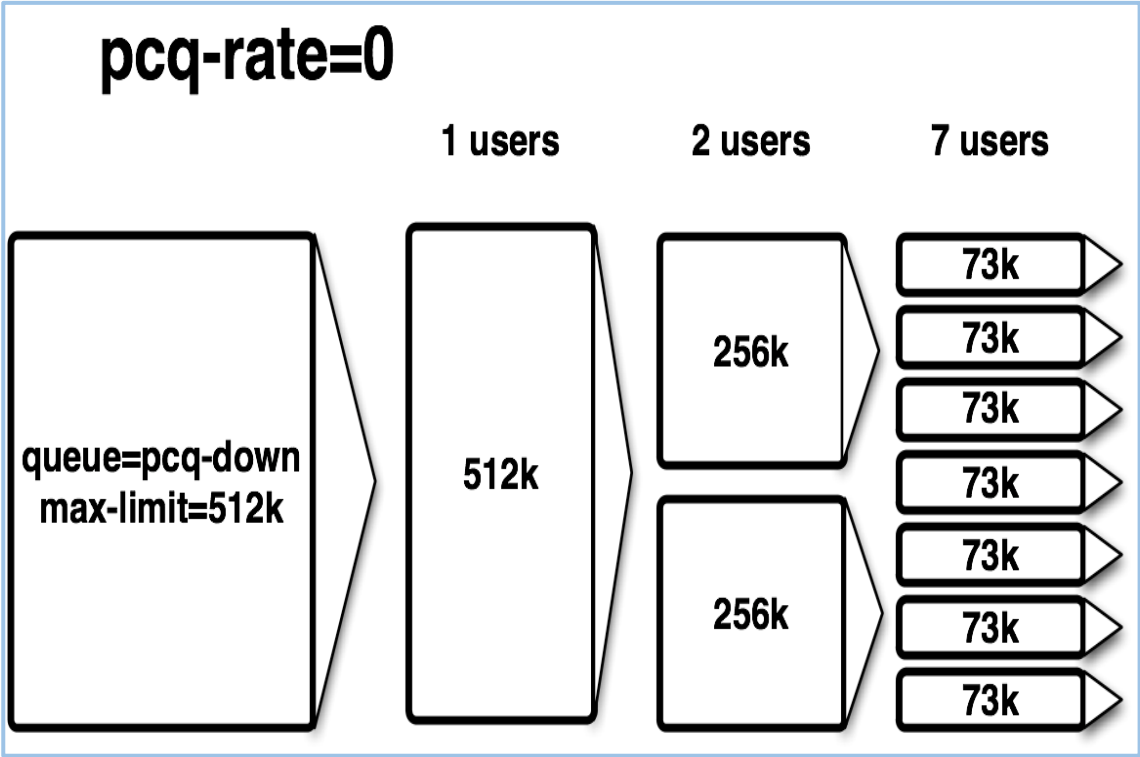 pcq-rate=0
1 users
2 users
7 users
queue=pcq-down
max-limit=512k
512k
256k
256k
73k
73k
73k
73k
73k
73k
73k